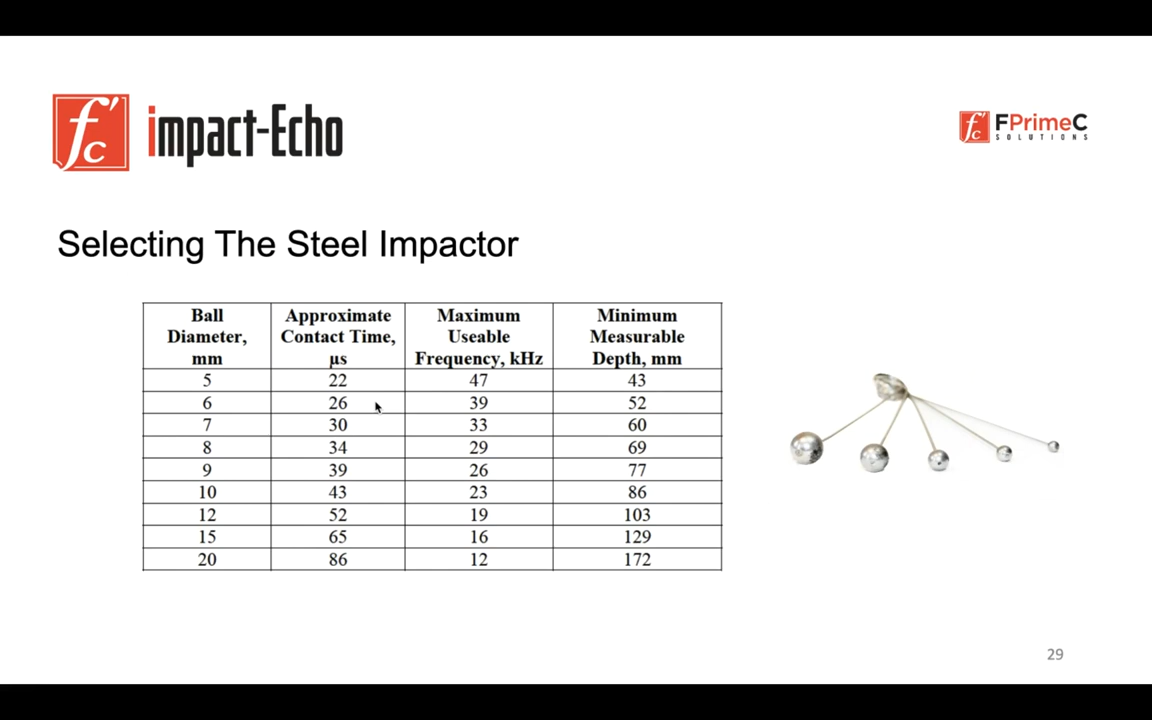 f'c impact-Echo
f'c FPrimeC
SOLUTIONS
Selecting The Steel Impactor
Ball Diameter, mm | Approximate Contact Time, µs | Maximum Useable Frequency, kHz | Minimum Measurable Depth, mm
5 22 47 43
6 26 39 52
7 30 33 60
8 34 29 69
9 39 26 77
10 43 23 86
12 52 19 103
15 65 16 129
20 86 12 172
29